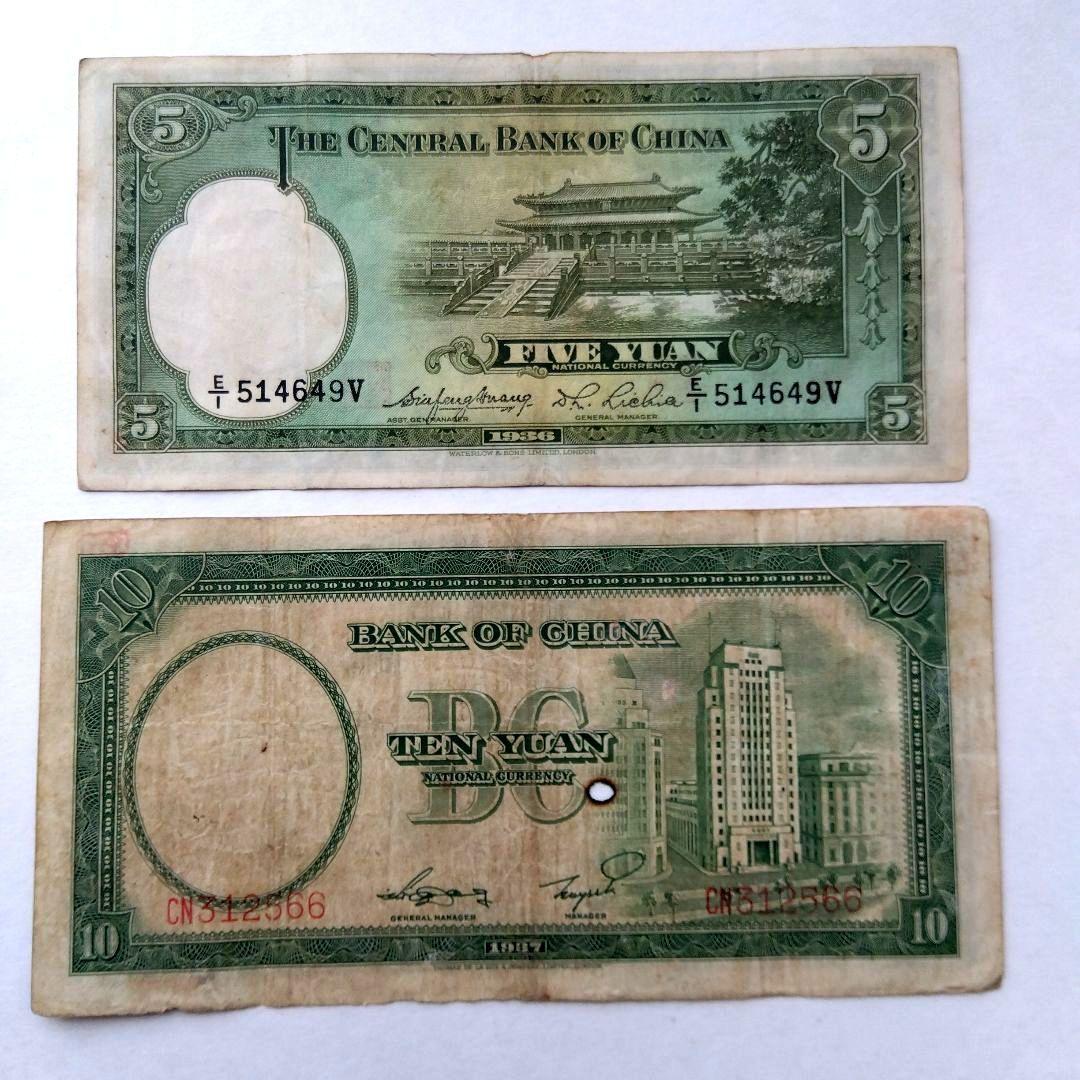 5
5
THE CENTRAL BANK OF CHINA
FIVE YUAN
NATIONAL CURRENCY
E/I 514649V
E/I 514649V
ASST GEN. MANAGER
GENERAL MANAGER
5
1936
5
WATERLOW & SONS LIMITED, LONDON.
10
10
BANK OF CHINA
BC
TEN YUAN
NATIONAL CURRENCY
CN312566
CN312566
GENERAL MANAGER
MANAGER
10
1937
10